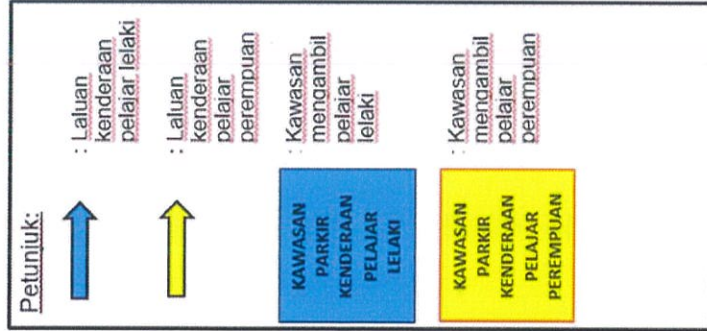 Petunjuk:
: Laluan
kenderaan
pelajar lelaki
: Laluan
kenderaan
pelajar
perempuan
KAWASAN
PARKIR
KENDERAAN
PELAJAR
LELAKI
: Kawasan
mengambil
pelajar
lelaki
KAWASAN
PARKIR
KENDERAAN
PELAJAR
PEREMPUAN
: Kawasan
mengambil
pelajar
perempuan